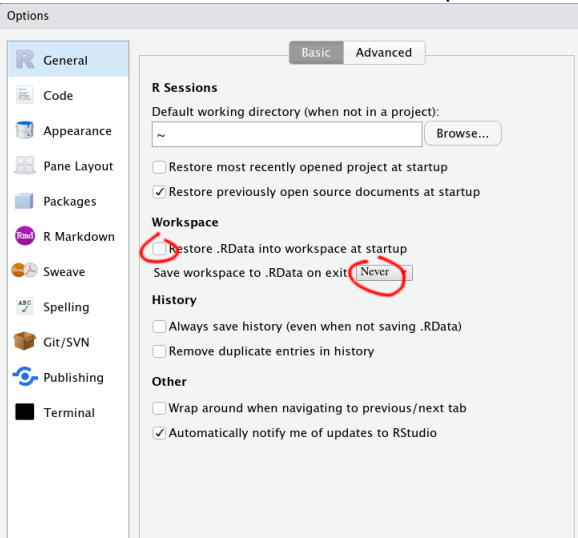 Options
General
Code
Appearance
Pane Layout
Packages
Rmd R Markdown
Sweave
ABC Spelling
Git/SVN
Publishing
Terminal
Basic Advanced
R Sessions
Default working directory (when not in a project):
~ Browse...
Restore most recently opened project at startup
Restore previously open source documents at startup
Workspace
Restore .RData into workspace at startup
Save workspace to .RData on exit: Never
History
Always save history (even when not saving .RData)
Remove duplicate entries in history
Other
Wrap around when navigating to previous/next tab
Automatically notify me of updates to RStudio